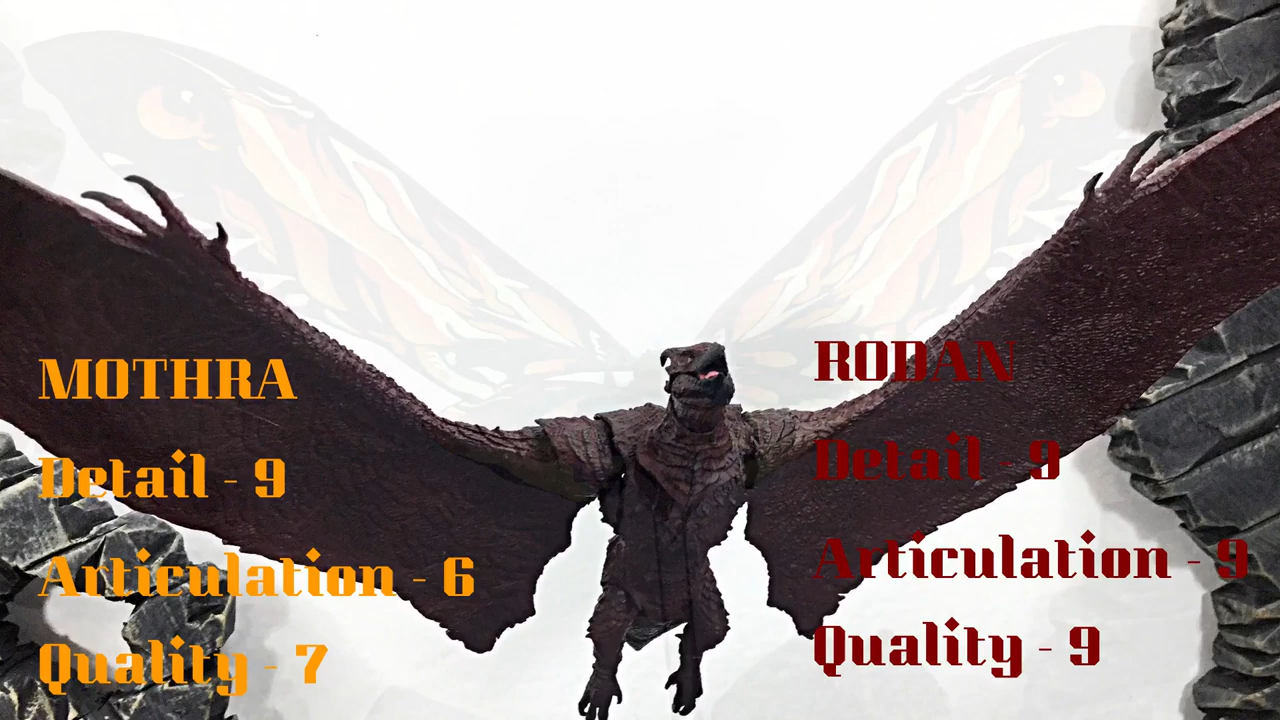 MOTHRA
Detail - 9
Articulation - 6
Quality - 7
RODAN
Detail - 9
Articulation - 9
Quality - 9